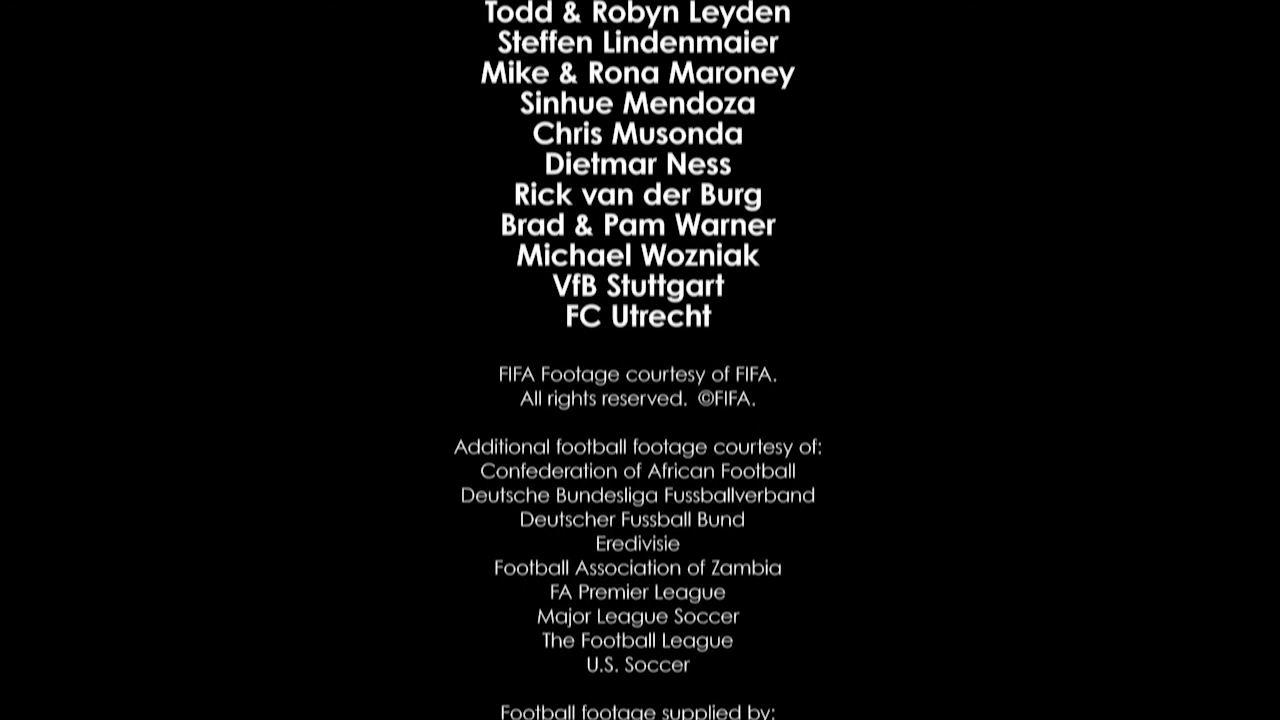 Todd & Robyn Leyden
Steffen Lindenmaier
Mike & Rona Maroney
Sinhue Mendoza
Chris Musonda
Dietmar Ness
Rick van der Burg
Brad & Pam Warner
Michael Wozniak
VfB Stuttgart
FC Utrecht
FIFA Footage courtesy of FIFA.
All rights reserved.  ©FIFA.
Additional football footage courtesy of:
Confederation of African Football
Deutsche Bundesliga Fussballverband
Deutscher Fussball Bund
Eredivisie
Football Association of Zambia
FA Premier League
Major League Soccer
The Football League
U.S. Soccer
Football footage supplied by: